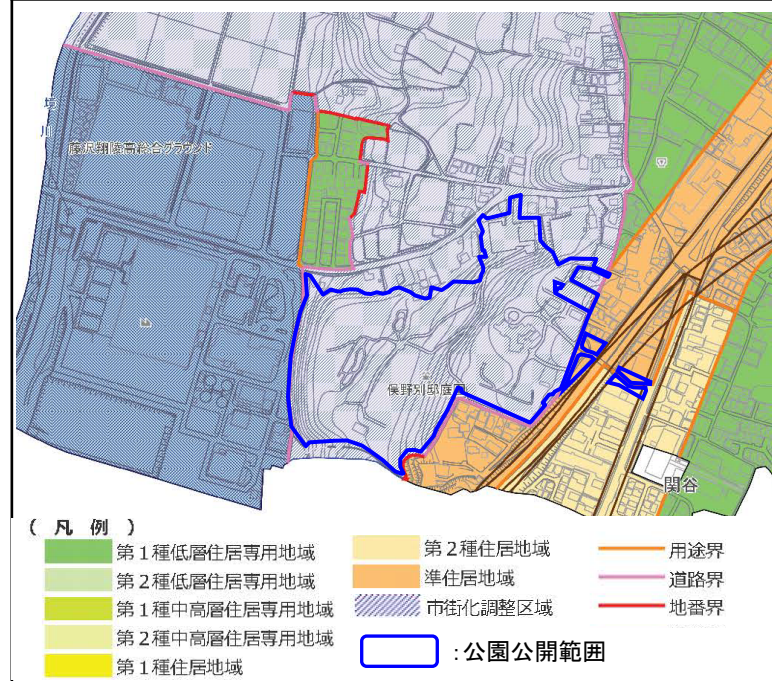 境
川
藤沢翔陵高総合グラウンド
俣野別邸庭園
関谷
( 凡 例 )
第１種低層住居専用地域
第２種低層住居専用地域
第１種中高層住居専用地域
第２種中高層住居専用地域
第１種住居地域
第２種住居地域
準住居地域
市街化調整区域
：公園公開範囲
用途界
道路界
地番界